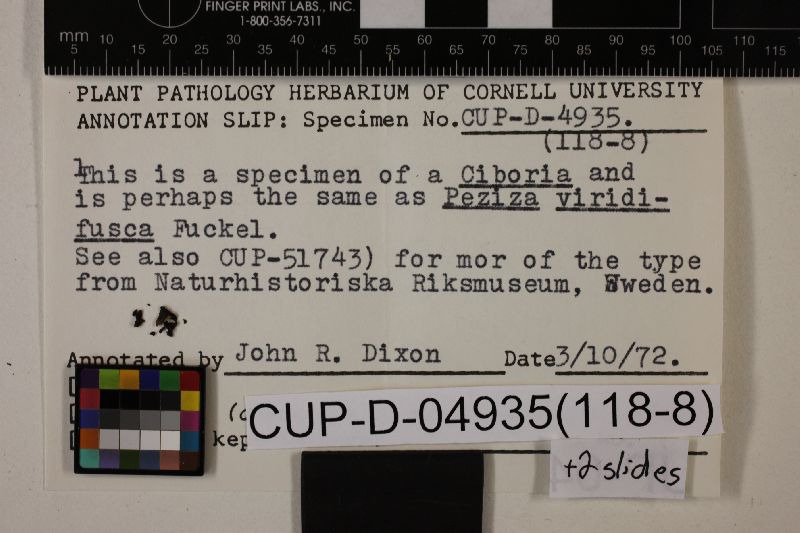 FINGER PRINT LABS., INC.
1-800-356-7311
mm 10 20 30 40 50 60 70 80 90 100 110
5 15 25 35 45 55 65 75 85 95 105 115
PLANT PATHOLOGY HERBARIUM OF CORNELL UNIVERSITY
ANNOTATION SLIP: Specimen No. CUP-D-4935.
(118-8)
This is a specimen of a Ciboria and
is perhaps the same as Peziza viridi-
fusca Fuckel.
See also CUP-51743) for mor of the type
from Naturhistoriska Riksmuseum, Sweden.
Annotated by John R. Dixon Date 3/10/72.
CUP-D-04935(118-8)
+2 slides